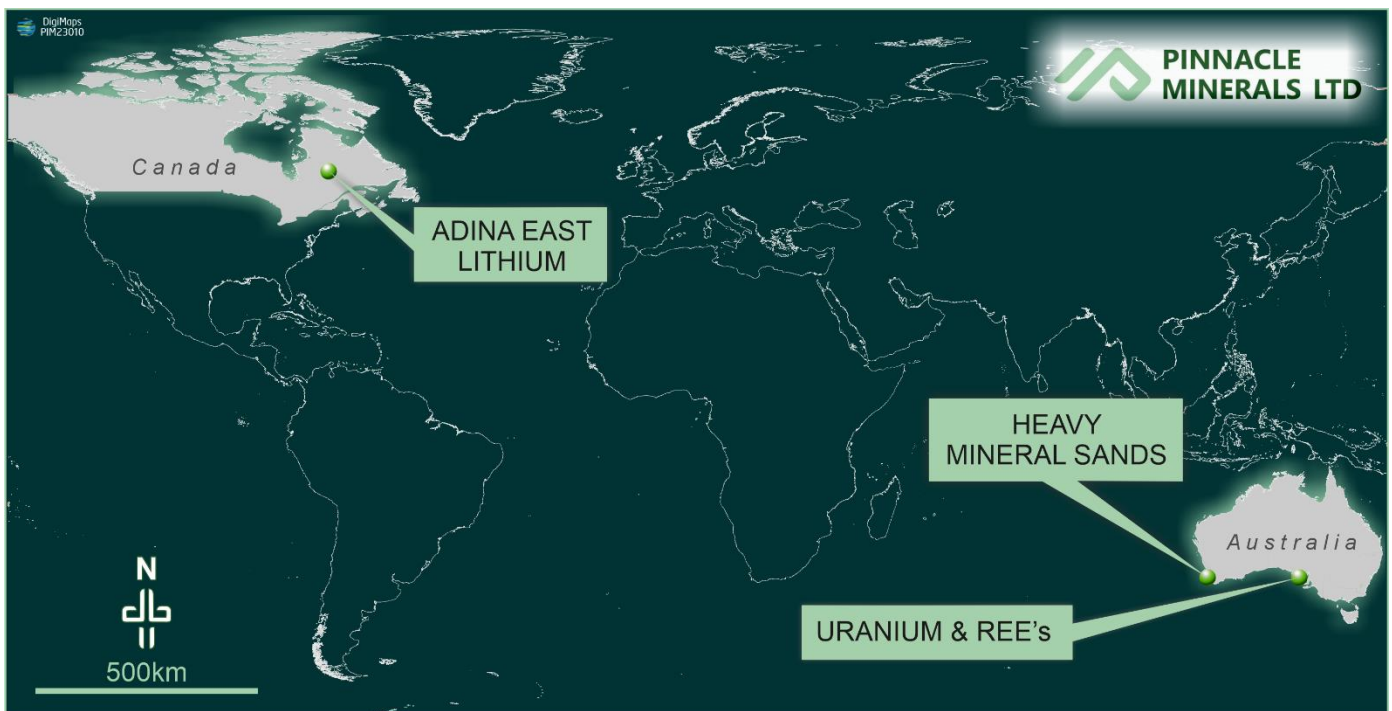 DigiMaps
PIM23010
PINNACLE
MINERALS LTD
Canada
ADINA EAST
LITHIUM
HEAVY
MINERAL SANDS
Australia
URANIUM & REE's
N
500km